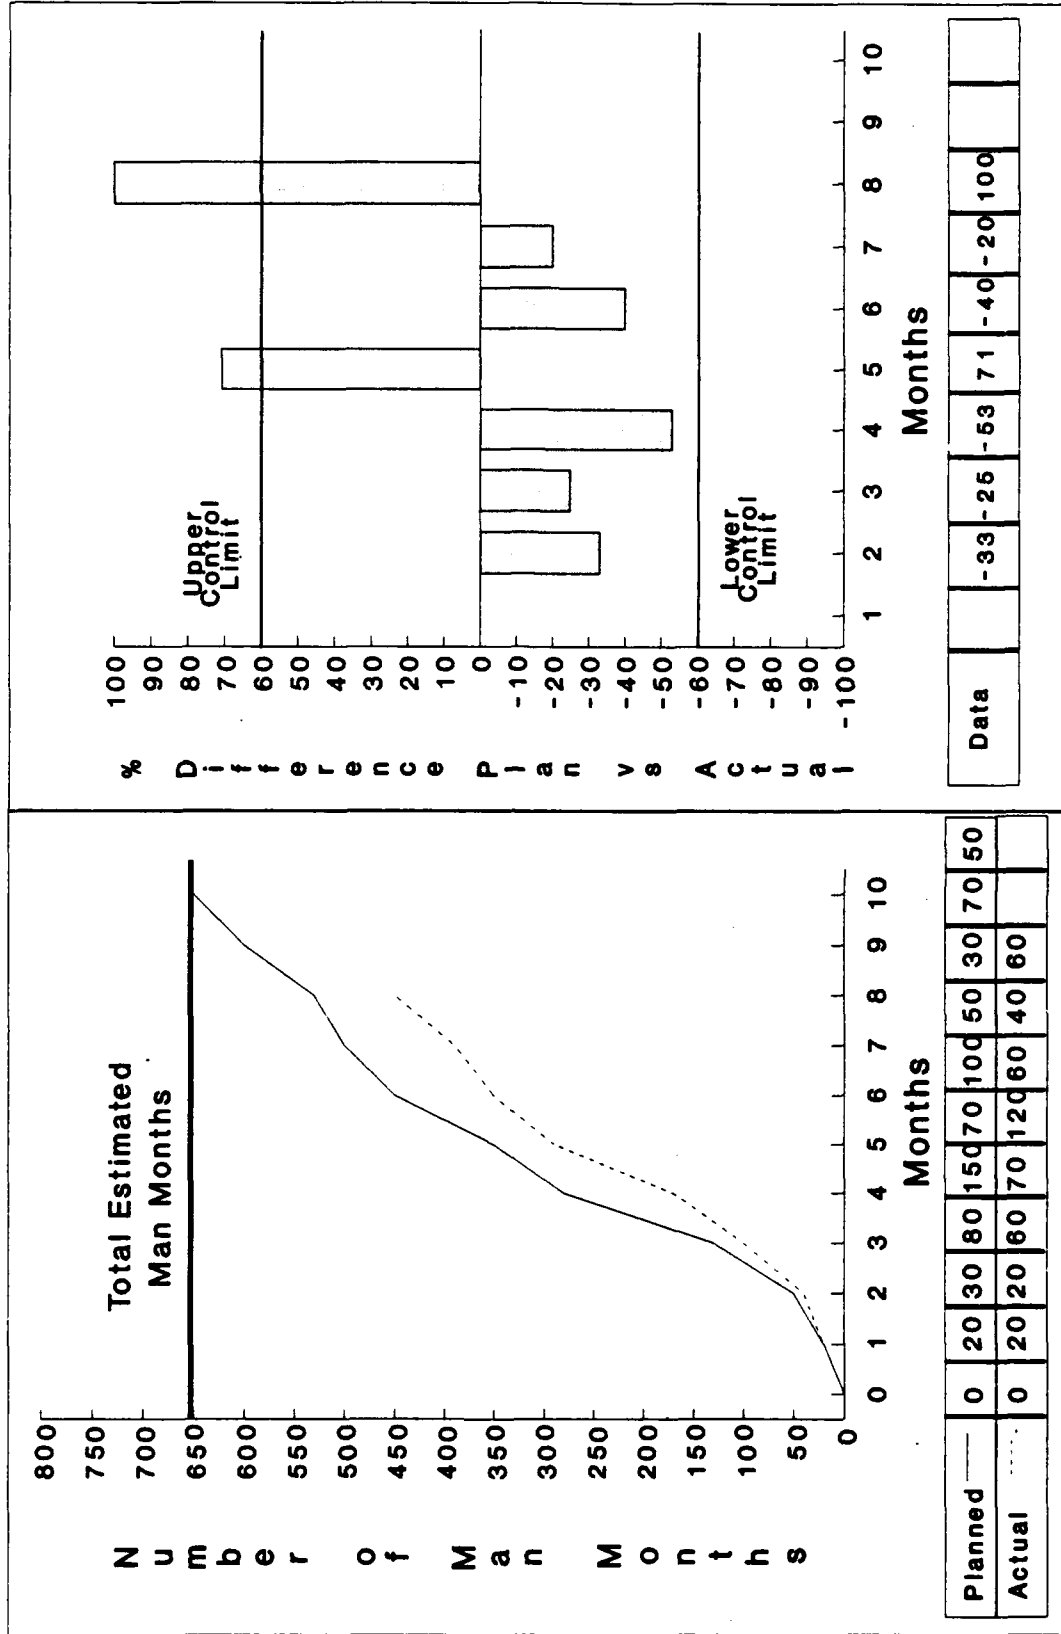 Number of Man Months
800
750
700
650
600
550
500
450
400
350
300
250
200
150
100
50
0
Total Estimated
Man Months
0 1 2 3 4 5 6 7 8 9 10
Months
Planned 0 20 30 80 150 70 100 50 30 70 50
Actual 0 20 20 60 70 120 60 40 60
% Difference Plan vs Actual
100
90
80
70
60
50
40
30
20
10
0
-10
-20
-30
-40
-50
-60
-70
-80
-90
-100
Upper
Control
Limit
Lower
Control
Limit
1 2 3 4 5 6 7 8 9 10
Months
Data -33 -25 -53 71 -40 -20 100